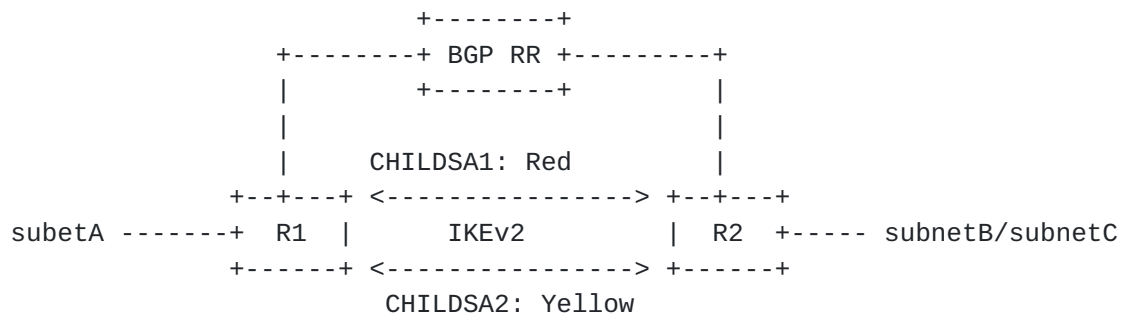 BGP RR
CHILDSA1: Red
subetA R1 IKEv2 R2 subnetB/subnetC
CHILDSA2: Yellow